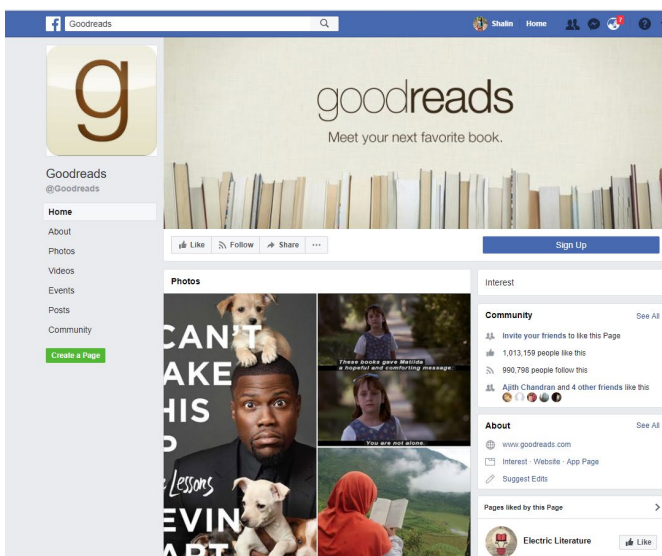 Goodreads
Shalin Home
7
g
goodreads
Meet your next favorite book.
Goodreads
@Goodreads
Home
About
Photos
Videos
Events
Posts
Community
Create a Page
Like Follow Share ...
Sign Up
Photos
CAN'T
AKE
HIS
Lessons
EVIN
ART
These books gave Matilda
a hopeful and comforting message:
You are not alone.
Interest
Community See All
Invite your friends to like this Page
1,013,159 people like this
990,798 people follow this
Ajith Chandran and 4 other friends like this
About See All
www.goodreads.com
Interest · Website · App Page
Suggest Edits
Pages liked by this Page
Electric Literature Like